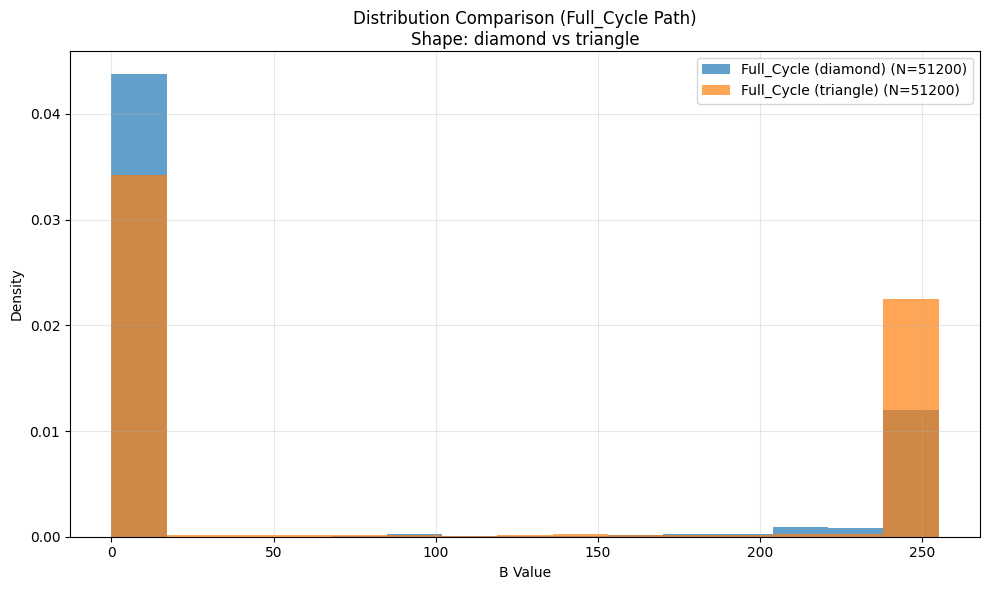 Distribution Comparison (Full_Cycle Path)
Shape: diamond vs triangle
Full_Cycle (diamond) (N=51200)
Full_Cycle (triangle) (N=51200)
Density
0.04
0.03
0.02
0.01
0.00
0 50 100 150 200 250
B Value